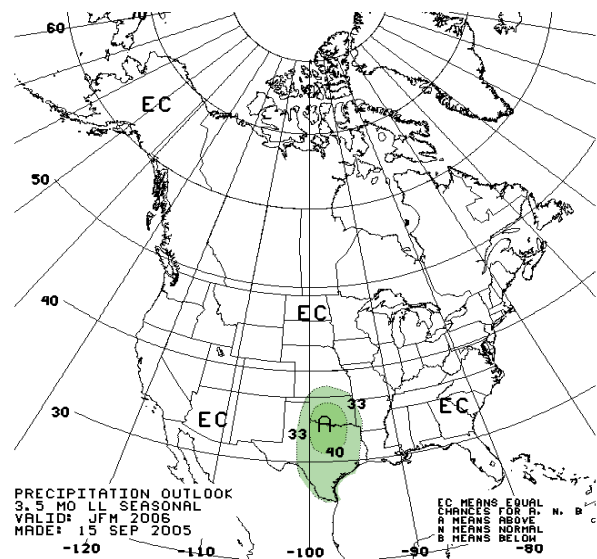 70
60
EC
50
40
EC
33
30
EC
A
EC
33
40
PRECIPITATION OUTLOOK
3.5 MO LL SEASONAL
VALID: JFM 2006
MADE: 15 SEP 2005
EC MEANS EQUAL
CHANCES FOR A, N, B
A MEANS ABOVE
N MEANS NORMAL
B MEANS BELOW
-120
-110
-100
-90
-80